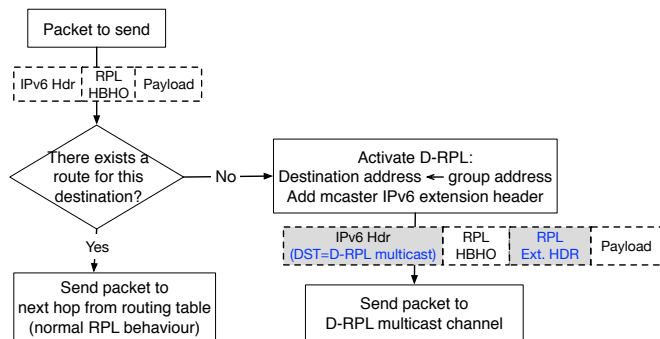 Packet to send
IPv6 Hdr
RPL
HBHO
Payload
There exists a
route for this
destination?
No
Yes
Send packet to
next hop from routing table
(normal RPL behaviour)
Activate D-RPL:
Destination address ← group address
Add mcaster IPv6 extension header
IPv6 Hdr
(DST=D-RPL multicast)
RPL
HBHO
RPL
Ext. HDR
Payload
Send packet to
D-RPL multicast channel